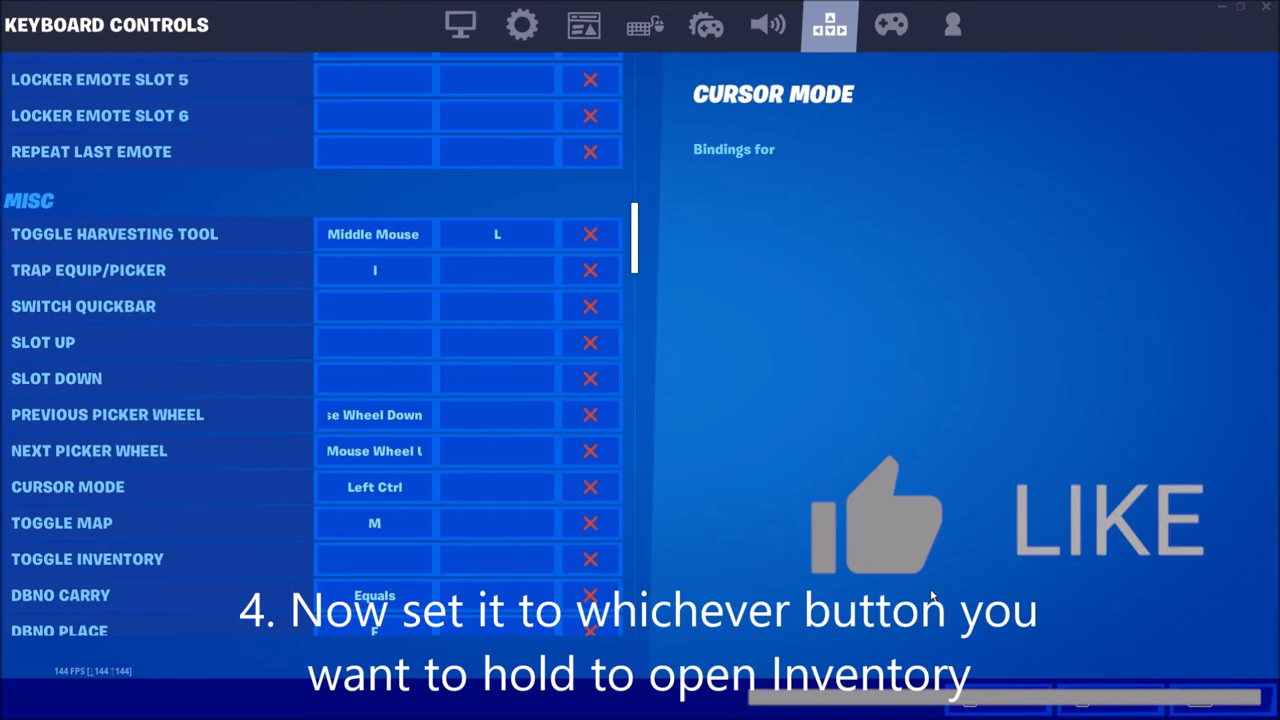 KEYBOARD CONTROLS
LOCKER EMOTE SLOT 5
LOCKER EMOTE SLOT 6
REPEAT LAST EMOTE
MISC
TOGGLE HARVESTING TOOL Middle Mouse L
TRAP EQUIP/PICKER I
SWITCH QUICKBAR
SLOT UP
SLOT DOWN
PREVIOUS PICKER WHEEL se Wheel Down
NEXT PICKER WHEEL Mouse Wheel U
CURSOR MODE Left Ctrl
TOGGLE MAP M
TOGGLE INVENTORY
DBNO CARRY Equals
DBNO PLACE F
144 FPS [↓144 ↑144]
CURSOR MODE
Bindings for
LIKE
4. Now set it to whichever button you
want to hold to open Inventory